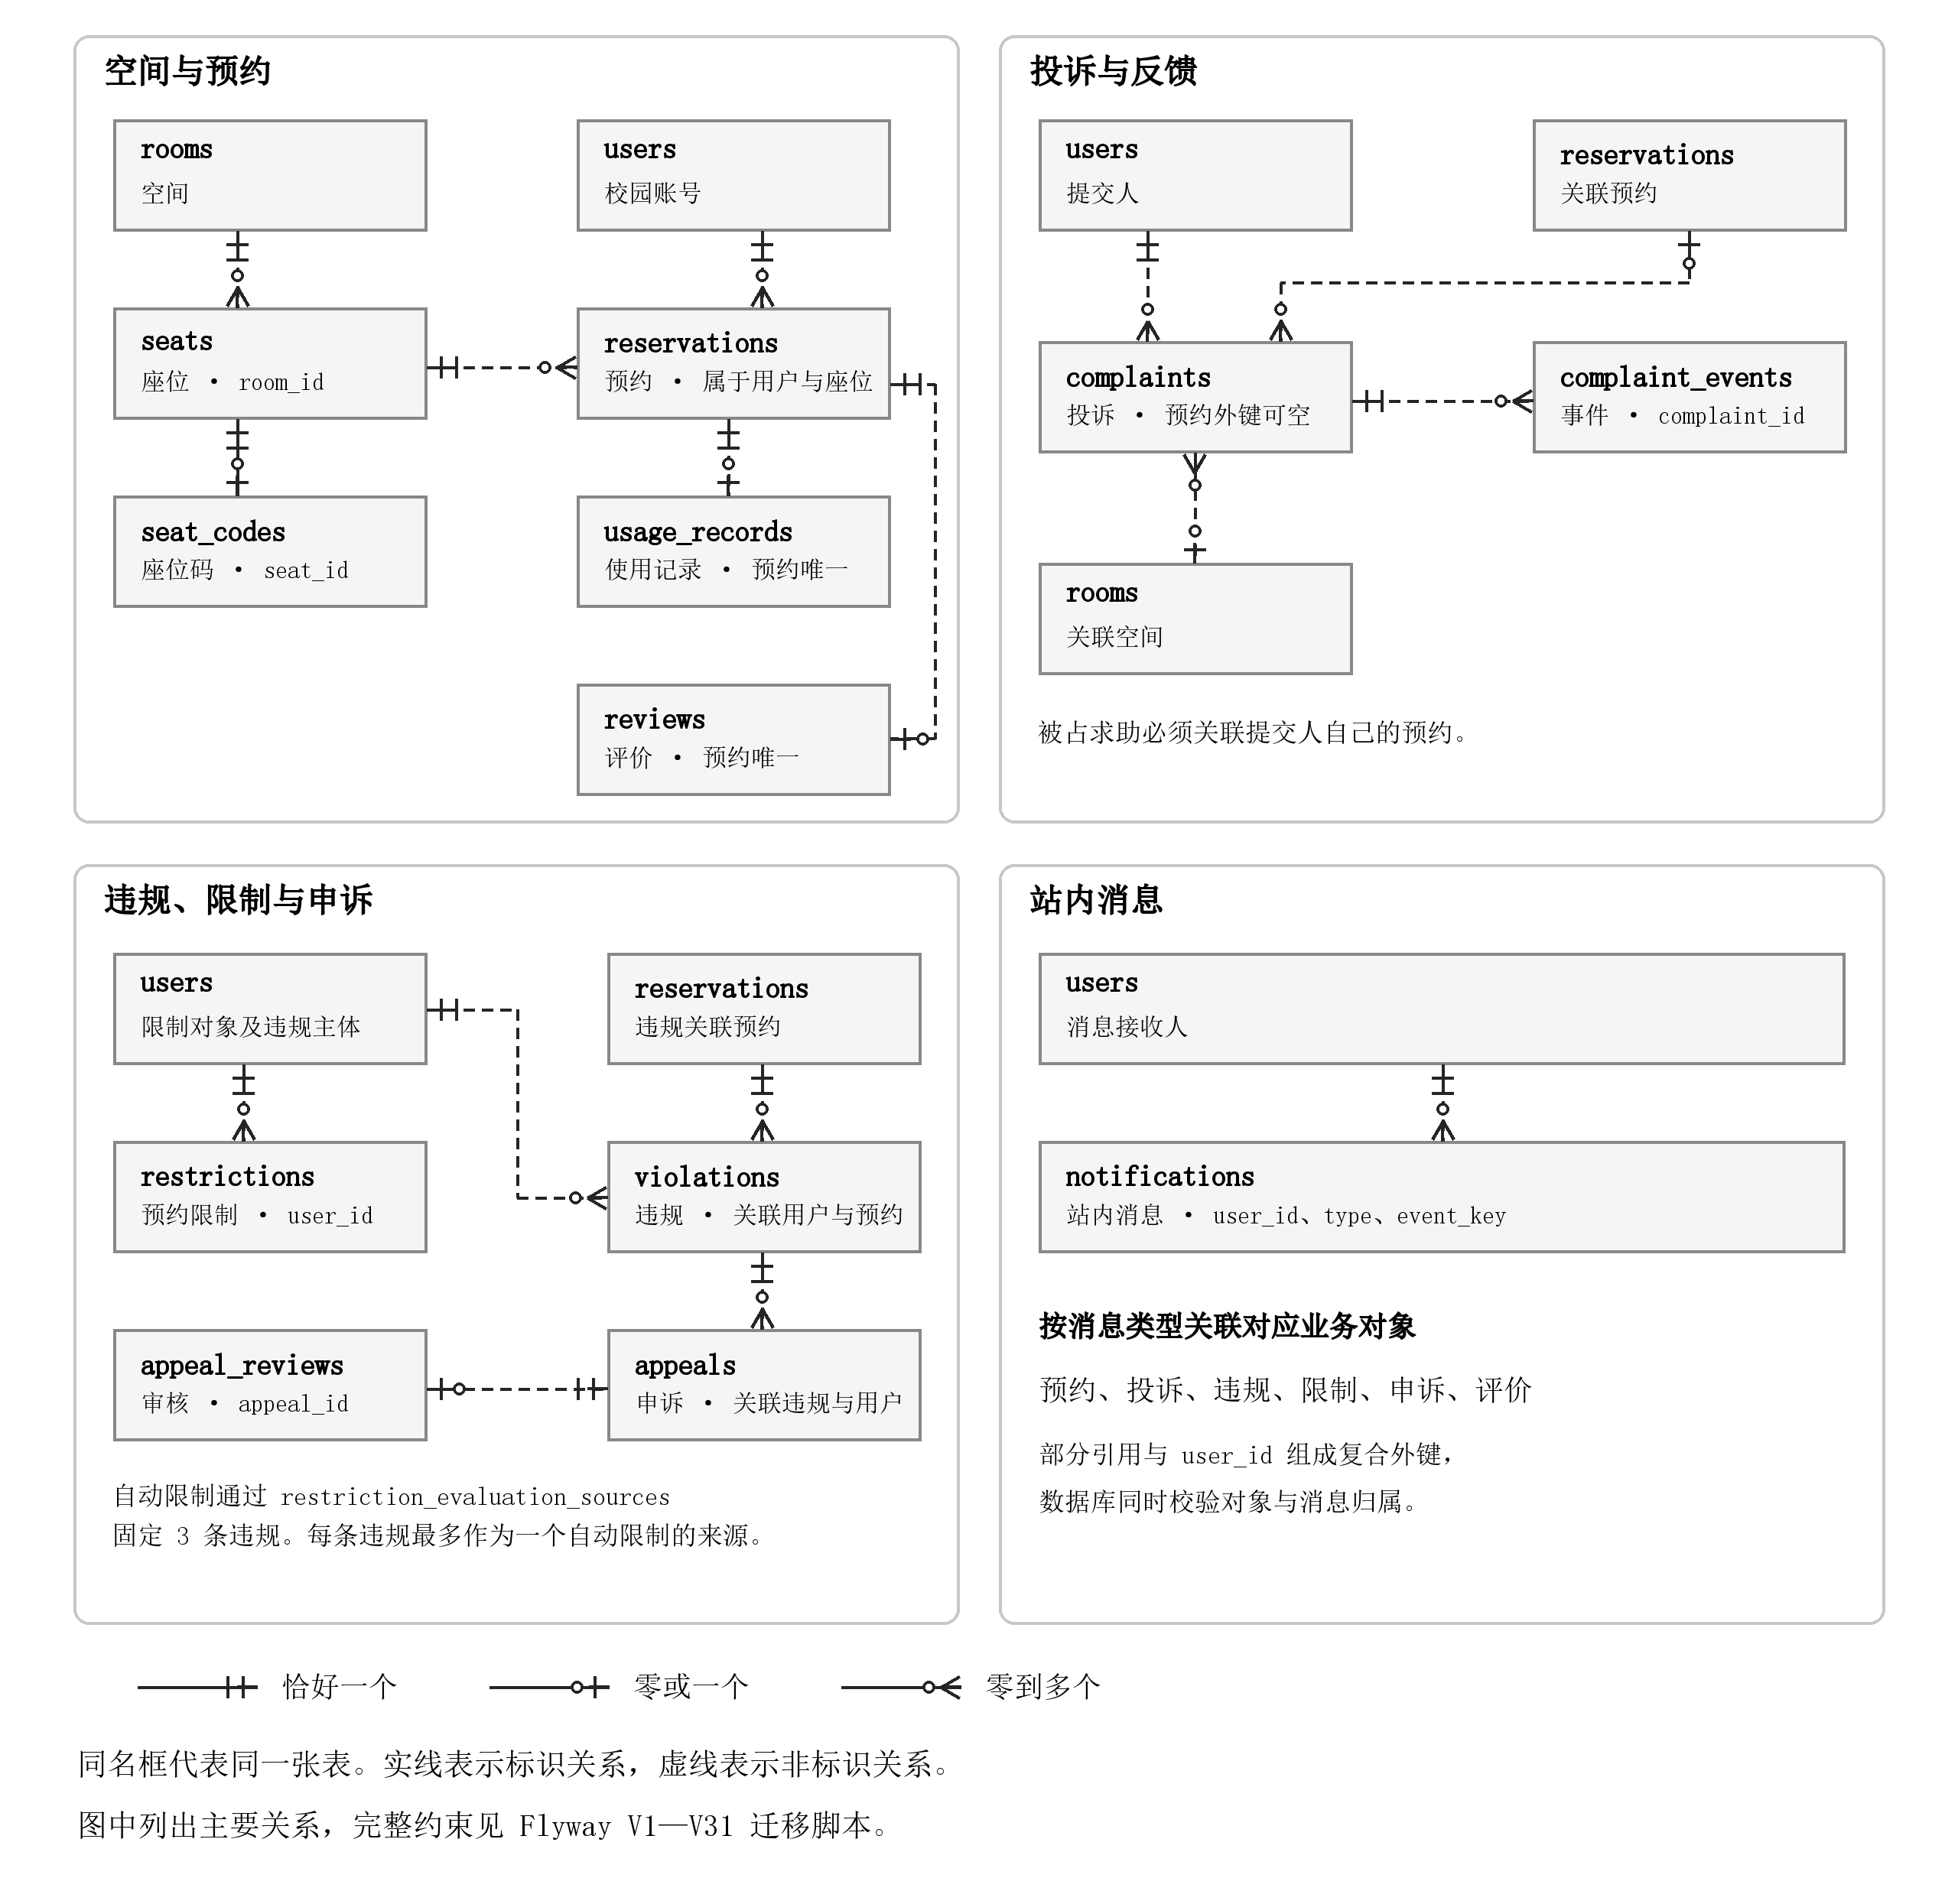 空间与预约
rooms
空间
users
校园账号
seats
座位 • room_id
reservations
预约 • 属于用户与座位
seat_codes
座位码 • seat_id
usage_records
使用记录 • 预约唯一
reviews
评价 • 预约唯一
投诉与反馈
users
提交人
reservations
关联预约
complaints
投诉 • 预约外键可空
complaint_events
事件 • complaint_id
rooms
关联空间
被占求助必须关联提交人自己的预约。
违规、限制与申诉
users
限制对象及违规主体
reservations
违规关联预约
restrictions
预约限制 • user_id
violations
违规 • 关联用户与预约
appeal_reviews
审核 • appeal_id
appeals
申诉 • 关联违规与用户
自动限制通过 restriction_evaluation_sources
固定 3 条违规。每条违规最多作为一个自动限制的来源。
站内消息
users
消息接收人
notifications
站内消息 • user_id、type、event_key
按消息类型关联对应业务对象
预约、投诉、违规、限制、申诉、评价
部分引用与 user_id 组成复合外键，
数据库同时校验对象与消息归属。
恰好一个
零或一个
零到多个
同名框代表同一张表。实线表示标识关系，虚线表示非标识关系。
图中列出主要关系，完整约束见 Flyway V1—V31 迁移脚本。